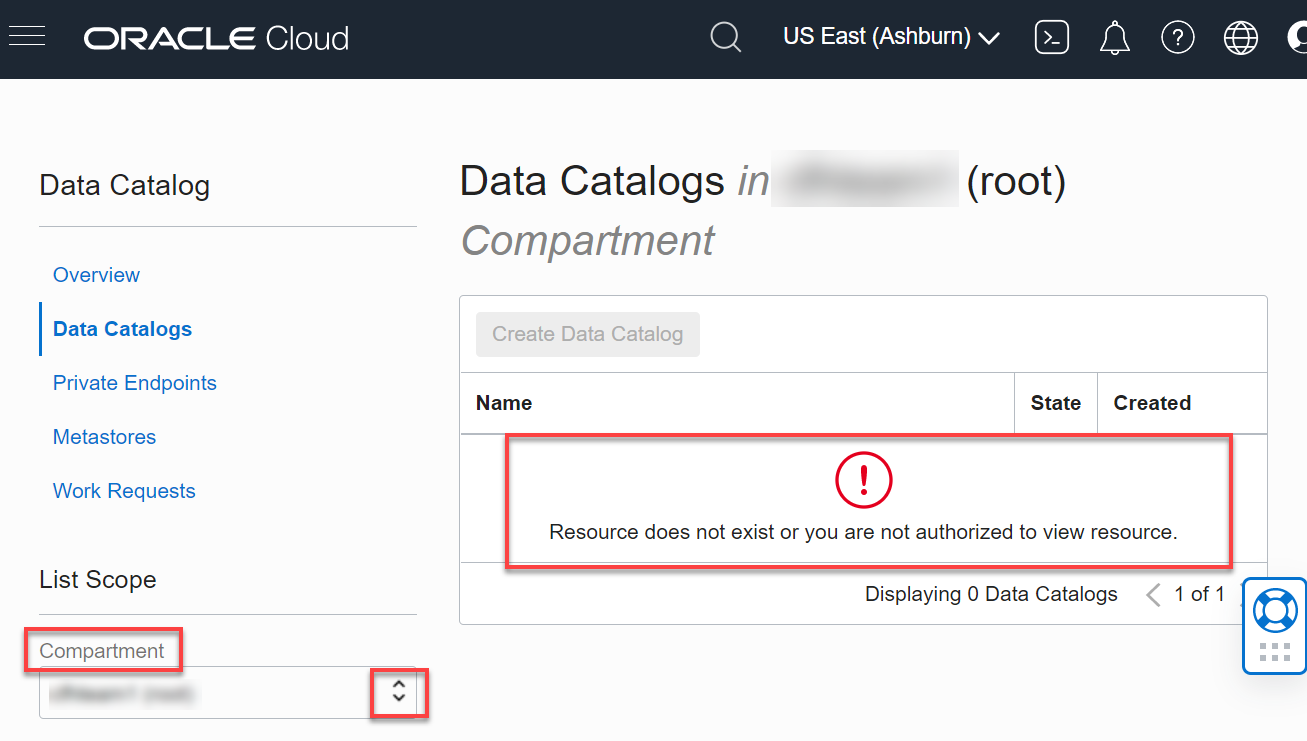 ORACLE Cloud
US East (Ashburn)
Data Catalog
Overview
Data Catalogs
Private Endpoints
Metastores
Work Requests
List Scope
Compartment
Data Catalogs in (root)
Compartment
Create Data Catalog
Name State Created
Resource does not exist or you are not authorized to view resource.
Displaying 0 Data Catalogs 1 of 1